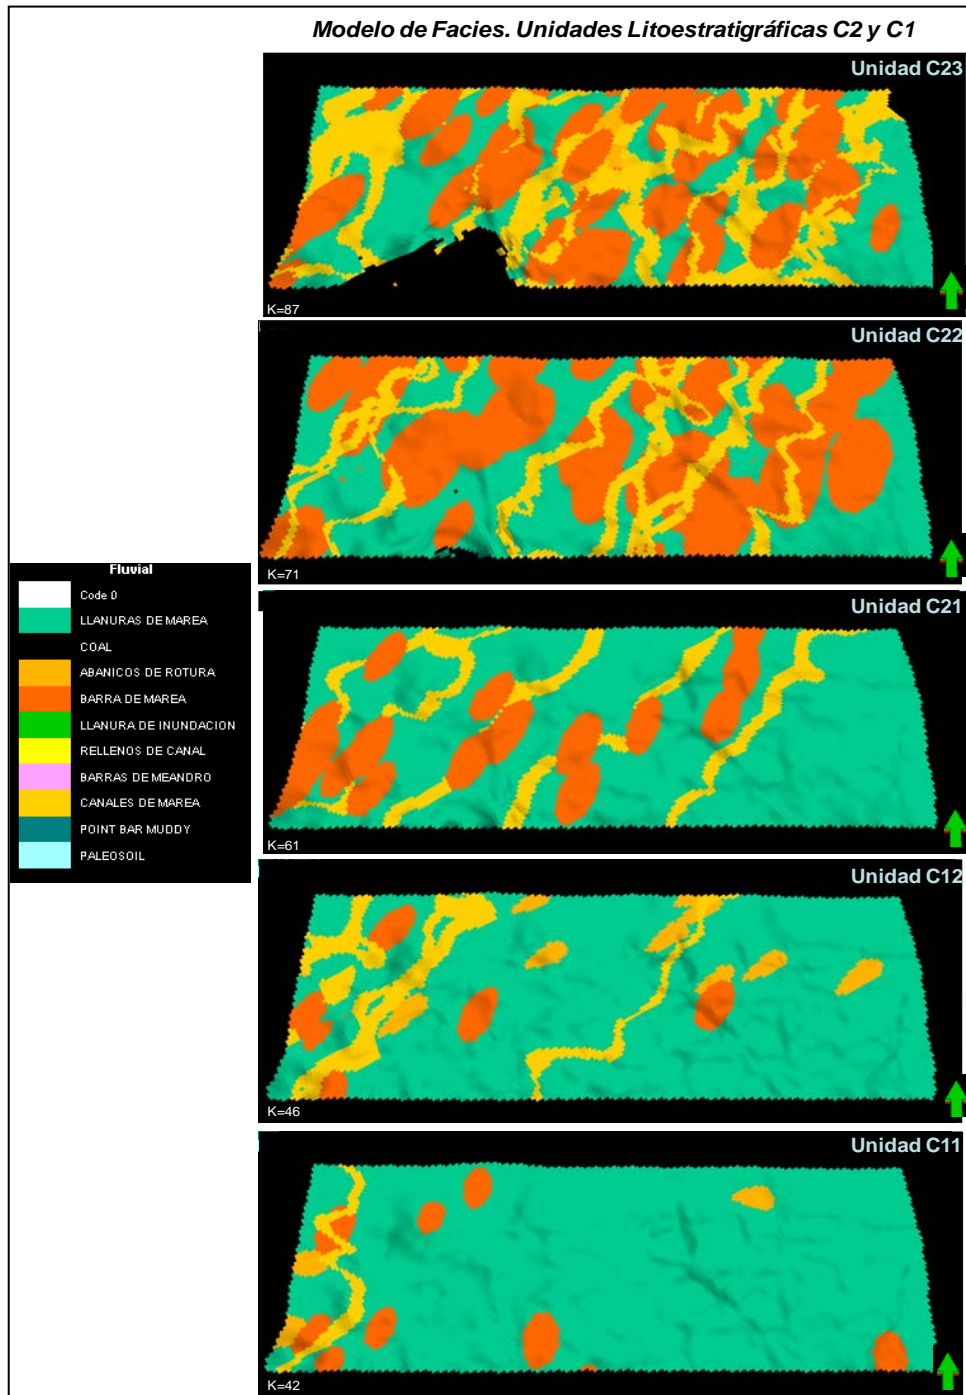 Modelo de Facies. Unidades Litoestratigráficas C2 y C1
Unidad C23
K=87
Unidad C22
K=71
Fluvial
Code 0
LLANURAS DE MAREA
COAL
ABANICOS DE ROTURA
BARRA DE MAREA
LLANURA DE INUNDACION
RELLENOS DE CANAL
BARRAS DE MEANDRO
CANALES DE MAREA
POINT BAR MUDDY
PALEOSOIL
Unidad C21
K=61
Unidad C12
K=46
Unidad C11
K=42